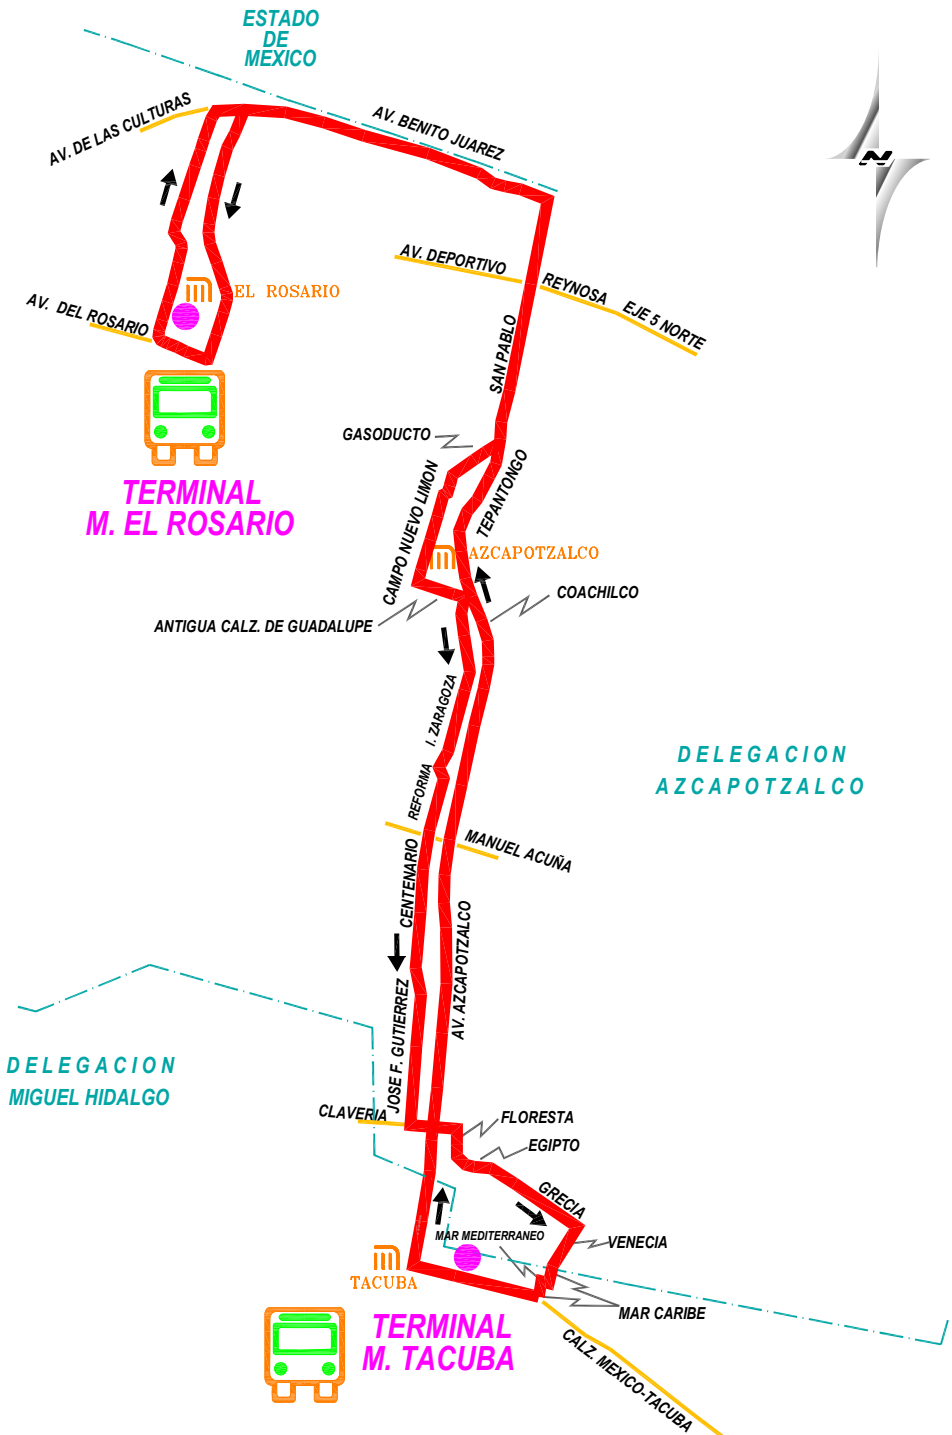 ESTADO
DE
MEXICO
AV. DE LAS CULTURAS
AV. BENITO JUAREZ
N
AV. DEPORTIVO
REYNOSA
EJE 5 NORTE
EL ROSARIO
AV. DEL ROSARIO
SAN PABLO
GASODUCTO
TERMINAL
M. EL ROSARIO
CAMPO NUEVO LIMON
TEPANTONGO
AZCAPOTZALCO
COACHILCO
ANTIGUA CALZ. DE GUADALUPE
I. ZARAGOZA
DELEGACION
AZCAPOTZALCO
REFORMA
MANUEL ACUÑA
CENTENARIO
AV. AZCAPOTZALCO
JOSE F. GUTIERREZ
DELEGACION
MIGUEL HIDALGO
CLAVERIA
FLORESTA
EGIPTO
GRECIA
MAR MEDITERRANEO
VENECIA
TACUBA
MAR CARIBE
TERMINAL
M. TACUBA
CALZ. MEXICO-TACUBA